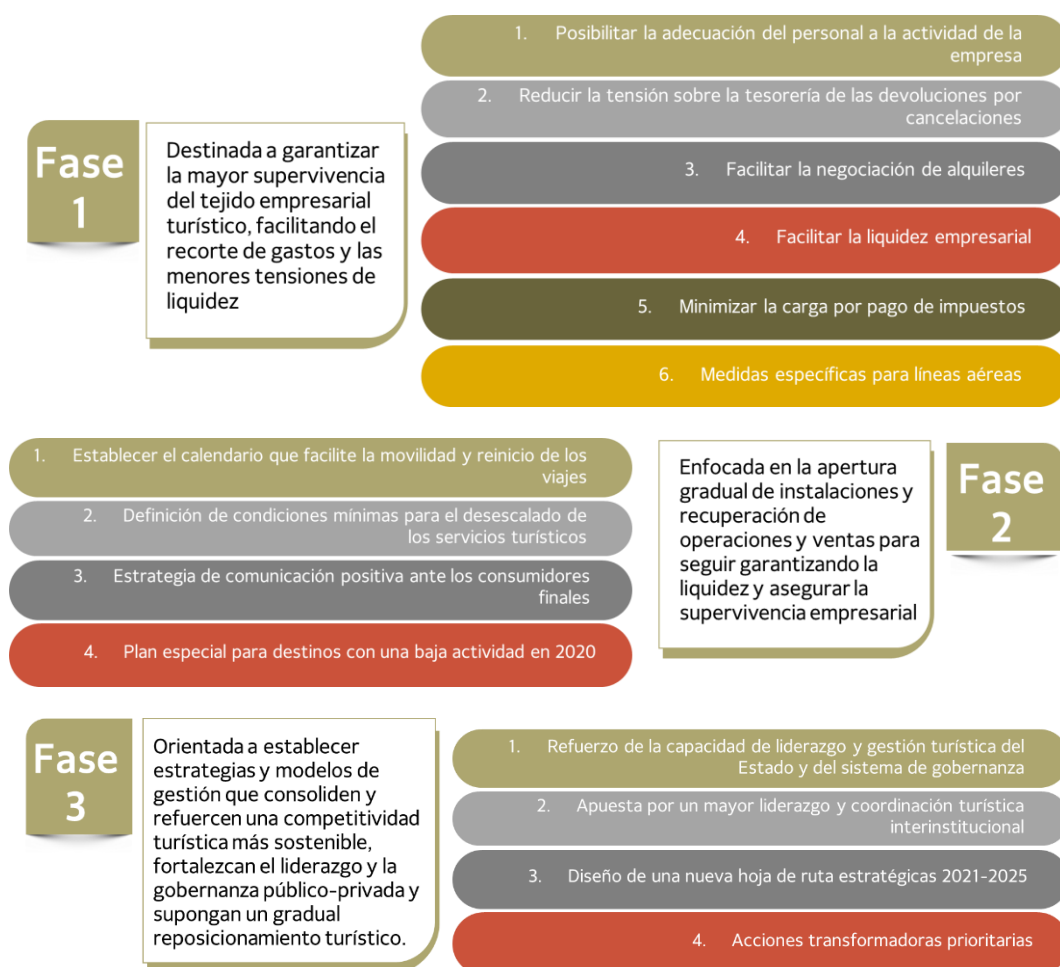 Fase
1
Destinada a garantizar
la mayor supervivencia
del tejido empresarial
turístico, facilitando el
recorte de gastos y las
menores tensiones de
liquidez
1. Posibilitar la adecuación del personal a la actividad de la
empresa
2. Reducir la tensión sobre la tesorería de las devoluciones por
cancelaciones
3. Facilitar la negociación de alquileres
4. Facilitar la liquidez empresarial
5. Minimizar la carga por pago de impuestos
6. Medidas específicas para líneas aéreas
Fase
2
Enfocada en la apertura
gradual de instalaciones y
recuperación de
operaciones y ventas para
seguir garantizando la
liquidez y asegurar la
supervivencia empresarial
1. Establecer el calendario que facilite la movilidad y reinicio de los
viajes
2. Definición de condiciones mínimas para el desescalado de
los servicios turísticos
3. Estrategia de comunicación positiva ante los consumidores
finales
4. Plan especial para destinos con una baja actividad en 2020
Fase
3
Orientada a establecer
estrategias y modelos de
gestión que consoliden y
refuercen una competitividad
turística más sostenible,
fortalezcan el liderazgo y la
gobernanza público-privada y
supongan un gradual
reposicionamiento turístico.
1. Refuerzo de la capacidad de liderazgo y gestión turística del
Estado y del sistema de gobernanza
2. Apuesta por un mayor liderazgo y coordinación turística
interinstitucional
3. Diseño de una nueva hoja de ruta estratégicas 2021-2025
4. Acciones transformadoras prioritarias